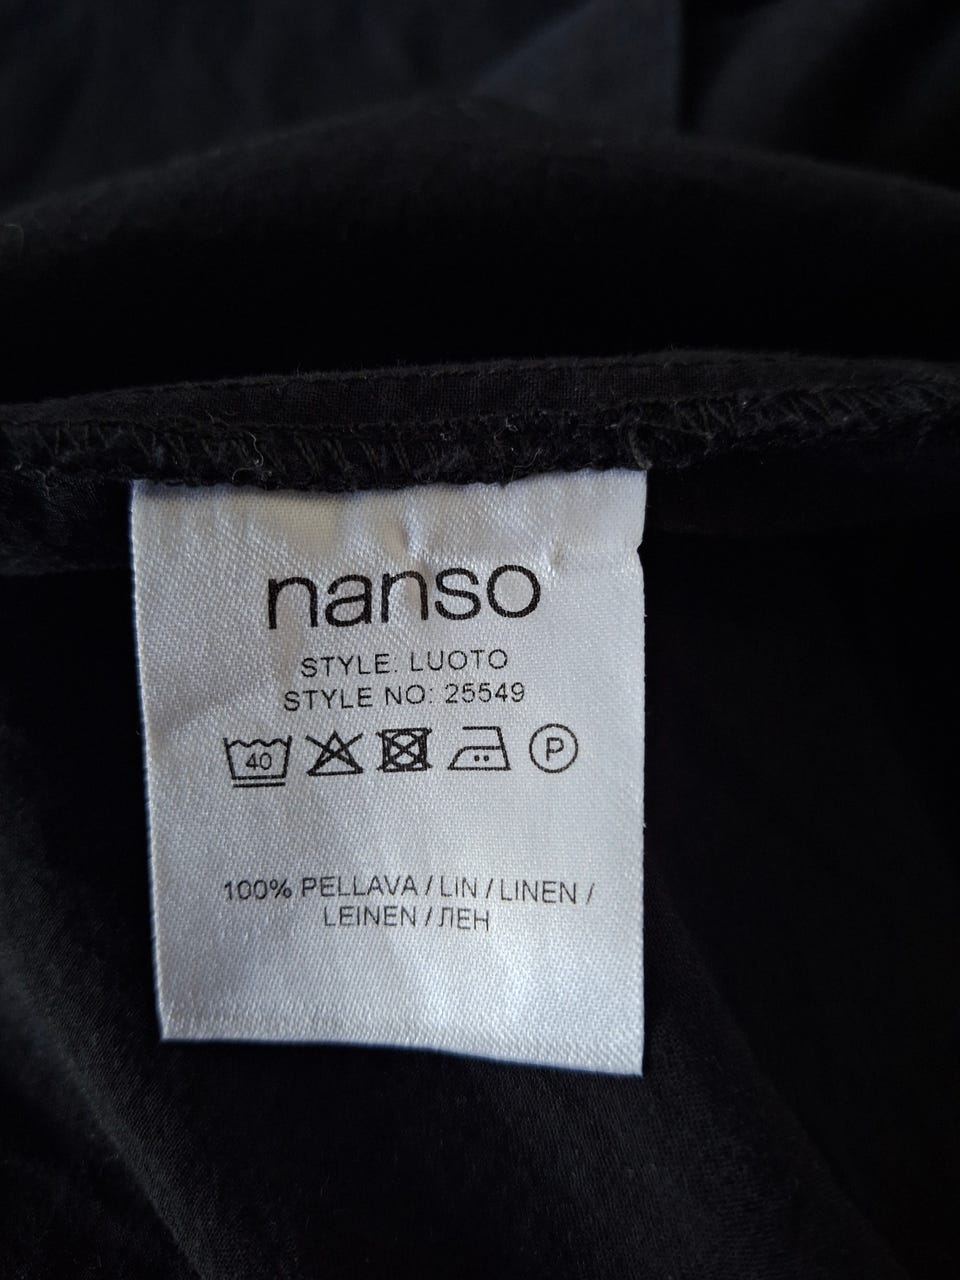 nanso
STYLE: LUOTO
STYLE NO: 25549
40 P
100% PELLAVA / LIN / LINEN /
LEINEN / ЛЕН